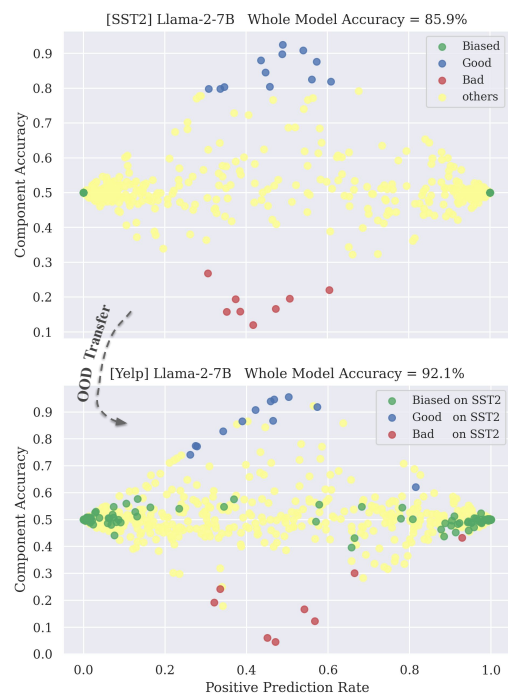 [SST2] Llama-2-7B Whole Model Accuracy = 85.9%
Component Accuracy
0.9
0.8
0.7
0.6
0.5
0.4
0.3
0.2
0.1
Biased
Good
Bad
others
OOD Transfer
[Yelp] Llama-2-7B Whole Model Accuracy = 92.1%
Component Accuracy
0.9
0.8
0.7
0.6
0.5
0.4
0.3
0.2
0.1
0.0
Biased on SST2
Good on SST2
Bad on SST2
0.0 0.2 0.4 0.6 0.8 1.0
Positive Prediction Rate